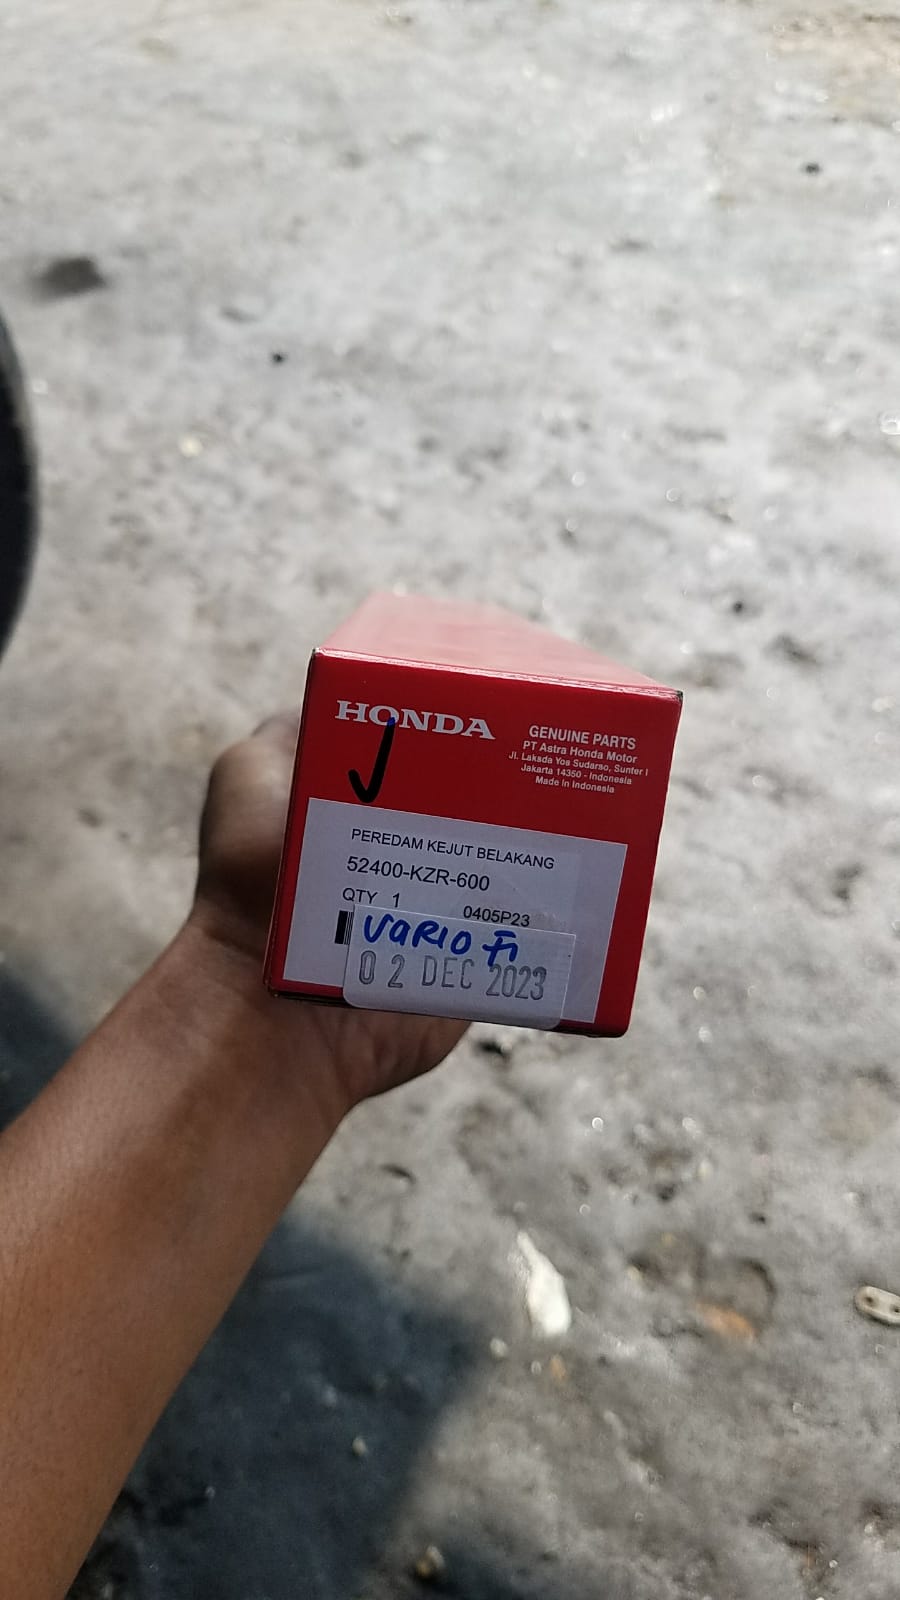 HONDA
GENUINE PARTS
PT Astra Honda Motor
Jl. Laksda Yos Sudarso, Sunter I
Jakarta 14350 - Indonesia
Made in Indonesia
PEREDAM KEJUT BELAKANG
52400-KZR-600
QTY 1 0405P23
VARIO Fi
02 DEC 2023